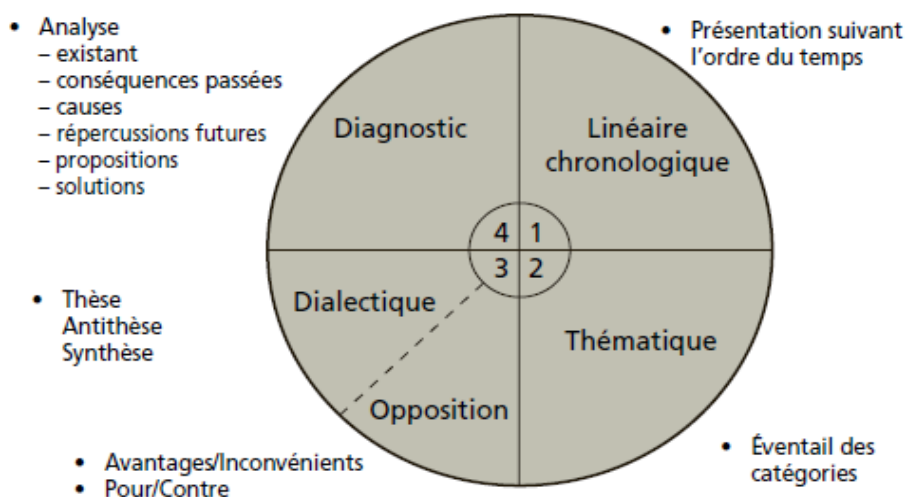 • Analyse
– existant
– conséquences passées
– causes
– répercussions futures
– propositions
– solutions
• Présentation suivant
l'ordre du temps
Diagnostic
Linéaire
chronologique
4 1
3 2
Dialectique
Thématique
Opposition
• Thèse
Antithèse
Synthèse
• Avantages/Inconvénients
• Pour/Contre
• Éventail des
catégories